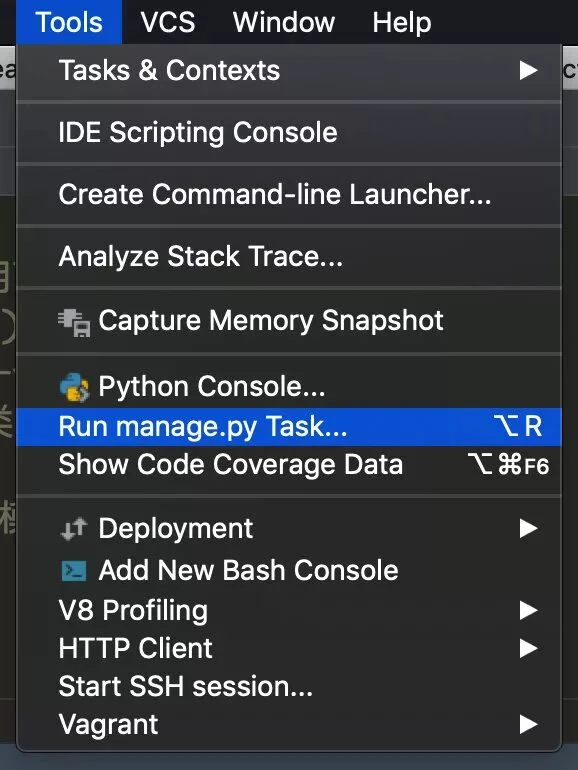 Tools VCS Window Help
Tasks & Contexts
IDE Scripting Console
Create Command-line Launcher...
Analyze Stack Trace...
Capture Memory Snapshot
Python Console...
Run manage.py Task... ⌥R
Show Code Coverage Data ⌥⌘F6
Deployment
Add New Bash Console
V8 Profiling
HTTP Client
Start SSH session...
Vagrant